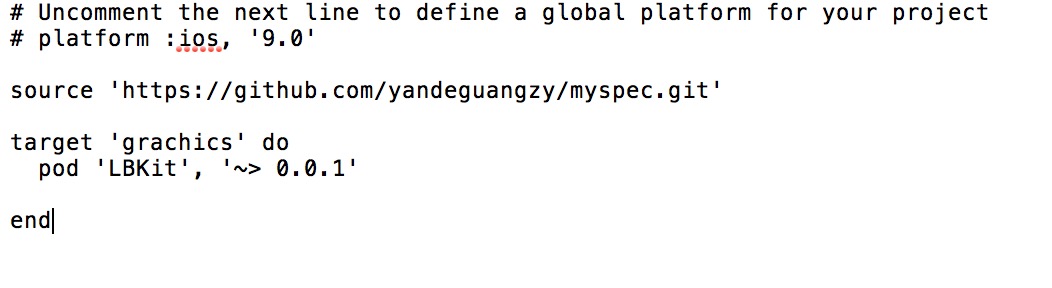 # Uncomment the next line to define a global platform for your project
# platform :ios, '9.0'
source 'https://github.com/yandeguangzy/myspec.git'
target 'grachics' do
pod 'LBKit', '~> 0.0.1'
end